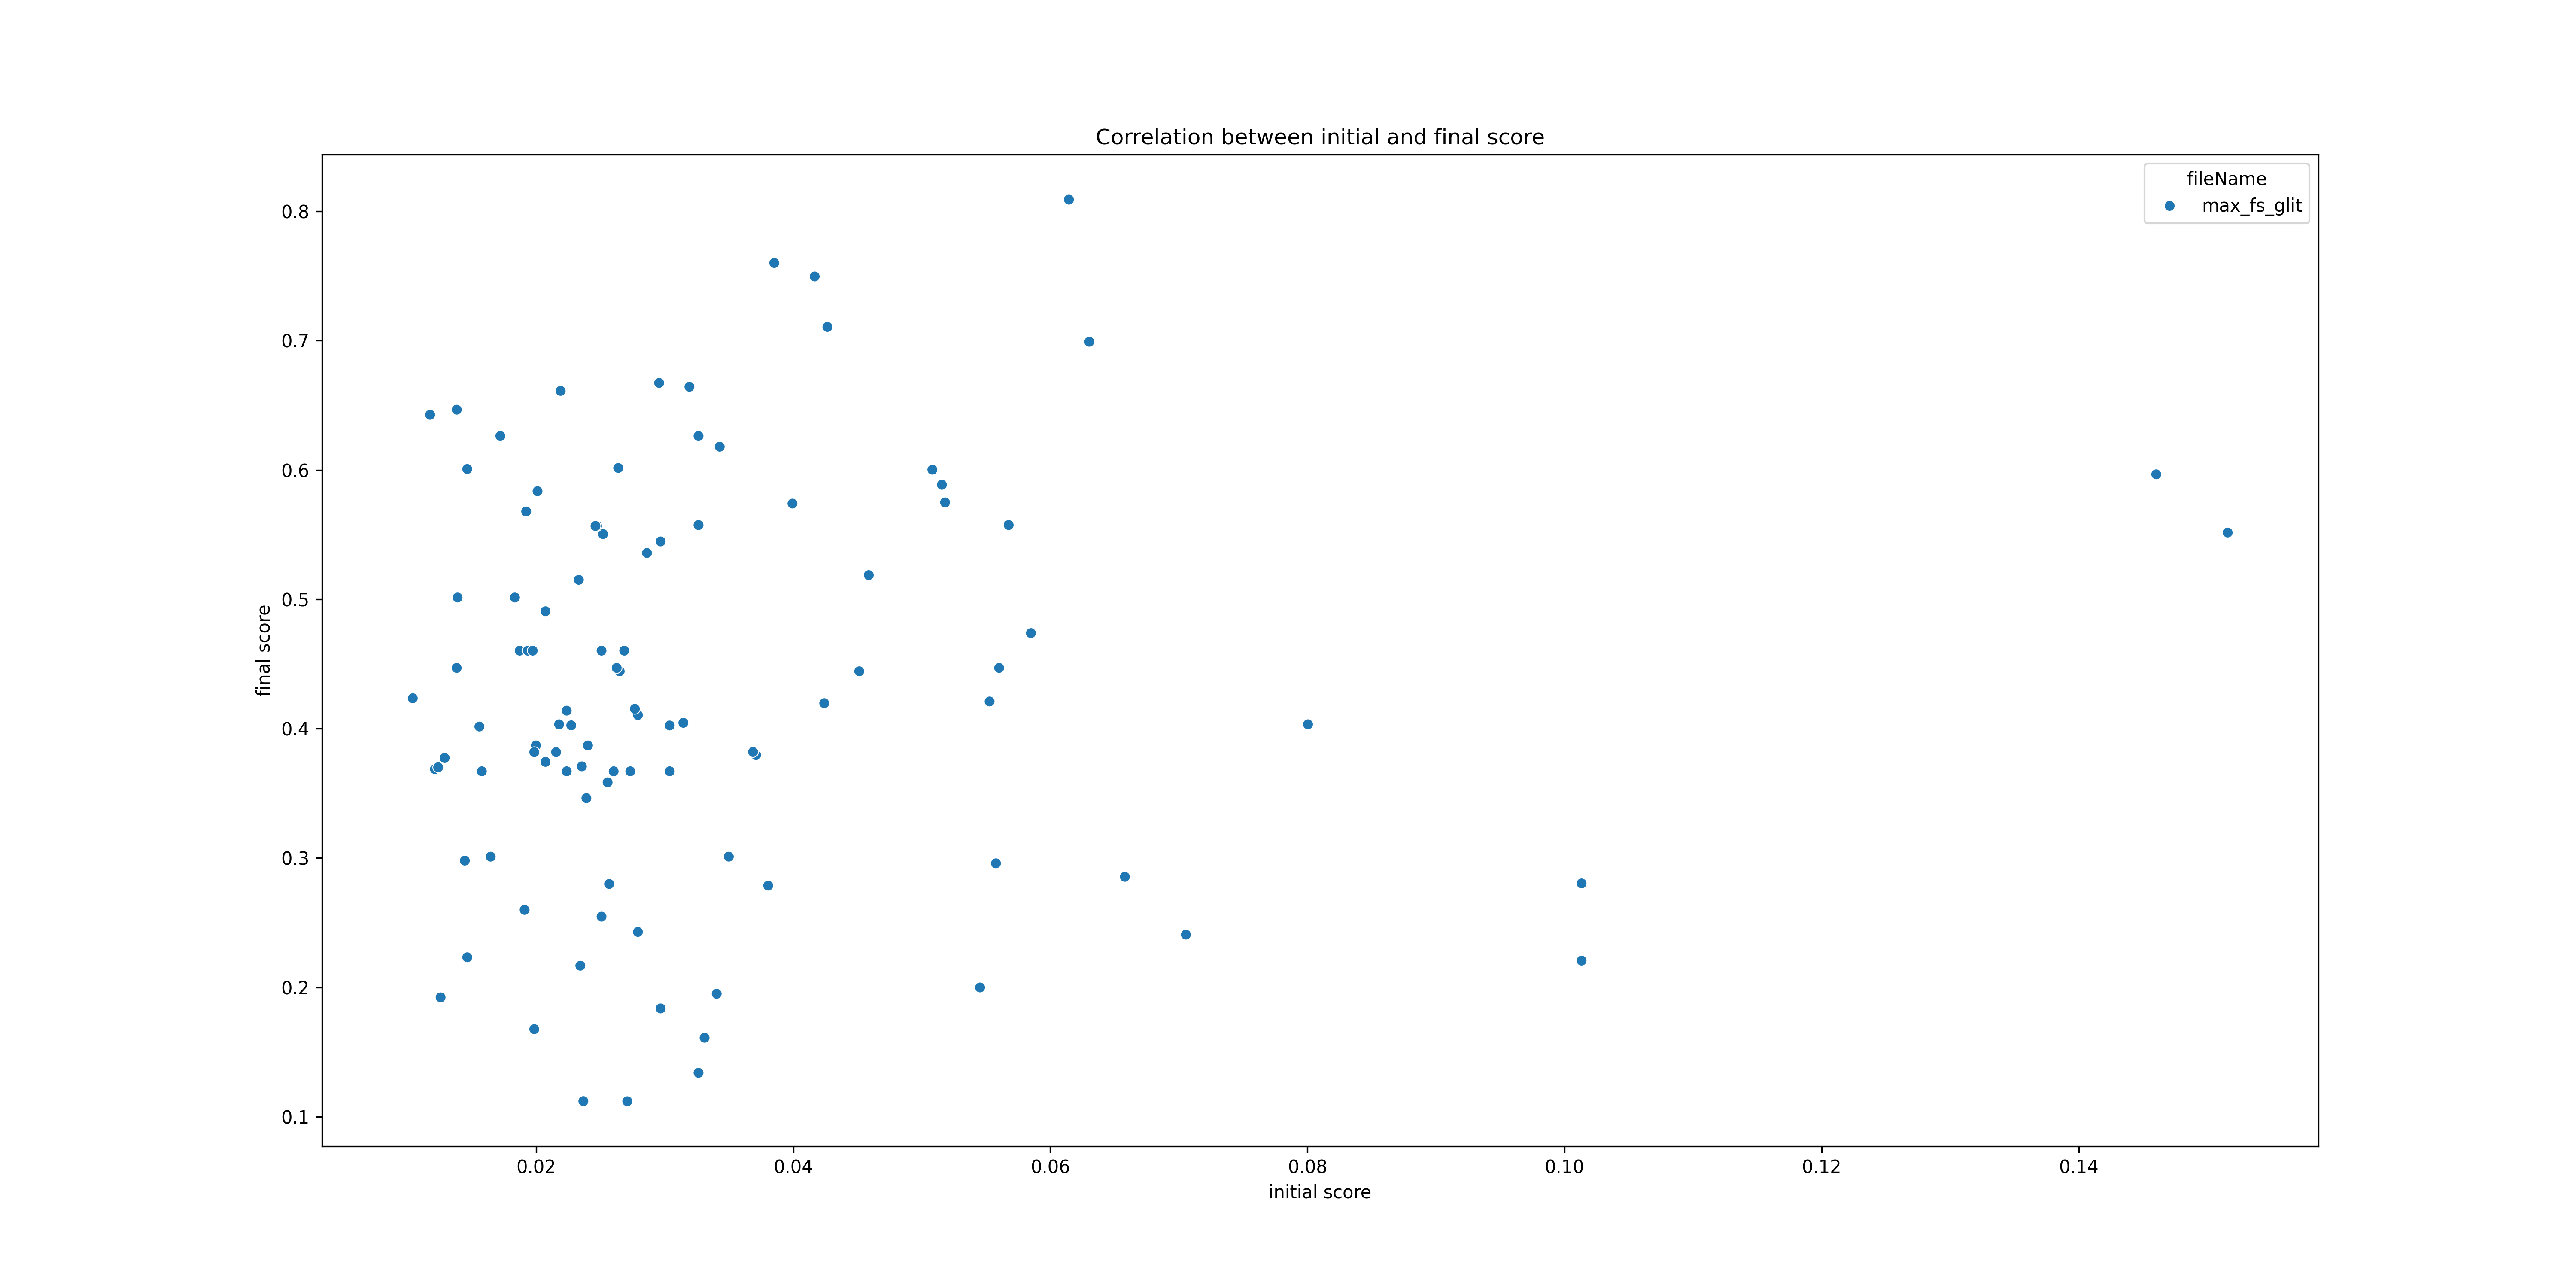 Correlation between initial and final score
fileName
max_fs_glit
0.8
0.7
0.6
0.5
0.4
0.3
0.2
0.1
final score
0.02 0.04 0.06 0.08 0.10 0.12 0.14
initial score